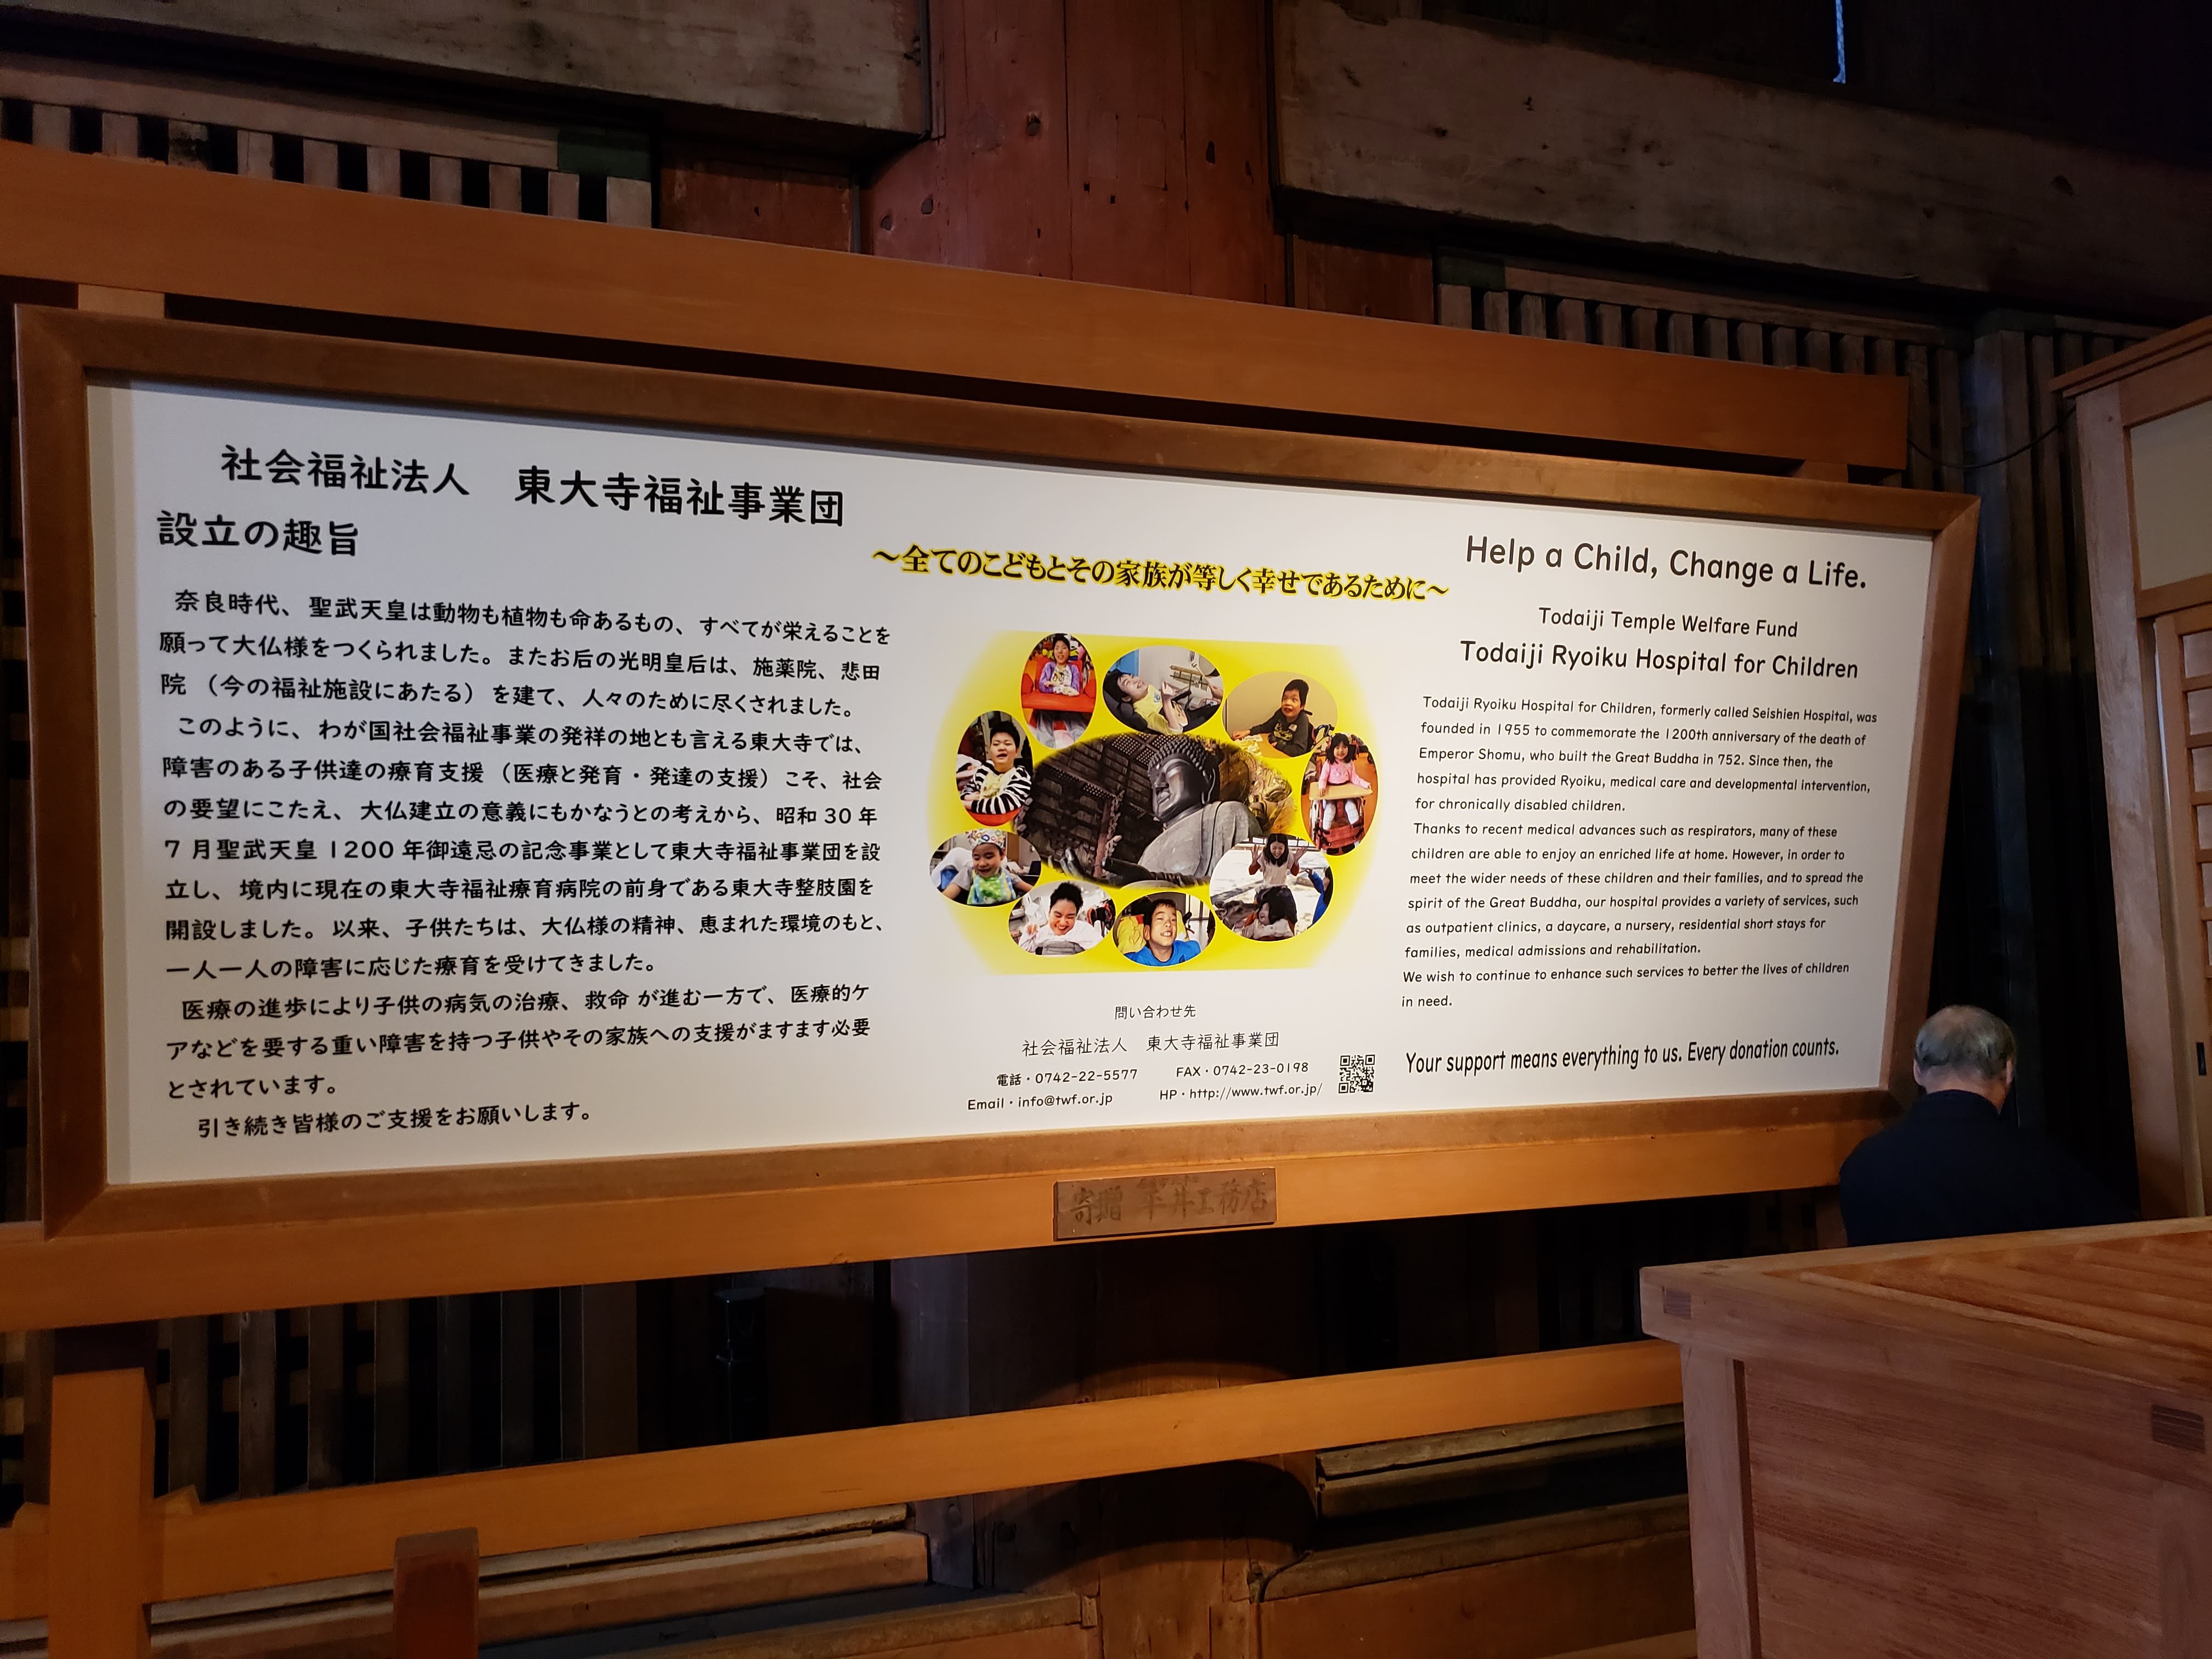 社会福祉法人　東大寺福祉事業団
設立の趣旨
奈良時代、聖武天皇は動物も植物も命あるもの、すべてが栄えることを
願って大仏様をつくられました。またお后の光明皇后は、施薬院、悲田
院（今の福祉施設にあたる）を建て、人々のために尽くされました。
このように、わが国社会福祉事業の発祥の地とも言える東大寺では、
障害のある子供達の療育支援（医療と発育・発達の支援）こそ、社会
の要望にこたえ、大仏建立の意義にもかなうとの考えから、昭和 30 年
7 月聖武天皇 1200 年御遠忌の記念事業として東大寺福祉事業団を設
立し、境内に現在の東大寺福祉療育病院の前身である東大寺整肢園を
開設しました。以来、子供たちは、大仏様の精神、恵まれた環境のもと、
一人一人の障害に応じた療育を受けてきました。
医療の進歩により子供の病気の治療、救命 が進む一方で、医療的ケ
アなどを要する重い障害を持つ子供やその家族への支援がますます必要
とされています。
引き続き皆様のご支援をお願いします。
～全てのこどもとその家族が等しく幸せであるために～
問い合わせ先
社会福祉法人　東大寺福祉事業団
電話・0742-22-5577　FAX・0742-23-0198
Email・info@twf.or.jp　HP・http://www.twf.or.jp/
Help a Child, Change a Life.
Todaiji Temple Welfare Fund
Todaiji Ryoiku Hospital for Children
Todaiji Ryoiku Hospital for Children, formerly called Seishien Hospital, was
founded in 1955 to commemorate the 1200th anniversary of the death of
Emperor Shomu, who built the Great Buddha in 752. Since then, the
hospital has provided Ryoiku, medical care and developmental intervention,
for chronically disabled children.
Thanks to recent medical advances such as respirators, many of these
children are able to enjoy an enriched life at home. However, in order to
meet the wider needs of these children and their families, and to spread the
spirit of the Great Buddha, our hospital provides a variety of services, such
as outpatient clinics, a daycare, a nursery, residential short stays for
families, medical admissions and rehabilitation.
We wish to continue to enhance such services to better the lives of children
in need.
Your support means everything to us. Every donation counts.
寄贈 井工務店